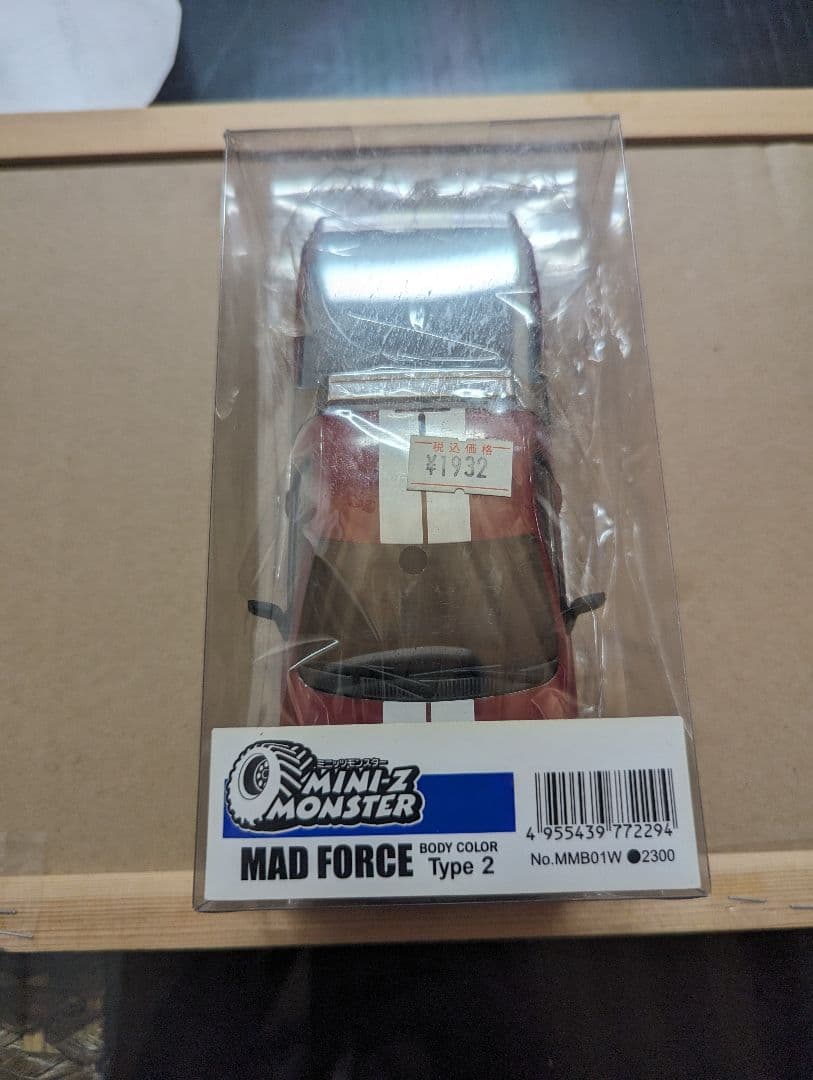 税込価格
¥1932
ミニッツモンスター
MINI-Z
MONSTER
MAD FORCE
BODY COLOR
Type 2
4 955439 772294
No.MMB01W ●2300